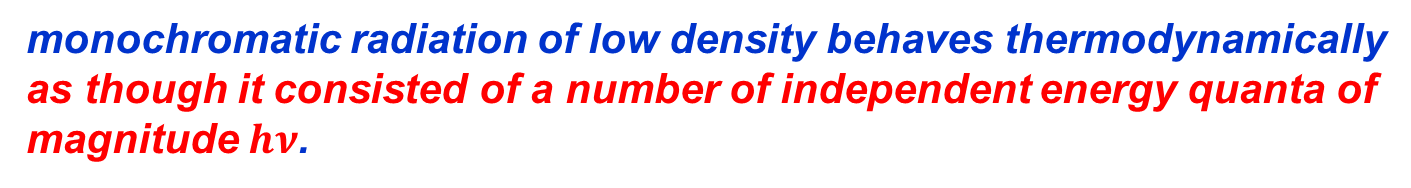 monochromatic radiation of low density behaves thermodynamically
as though it consisted of a number of independent energy quanta of
magnitude hν.